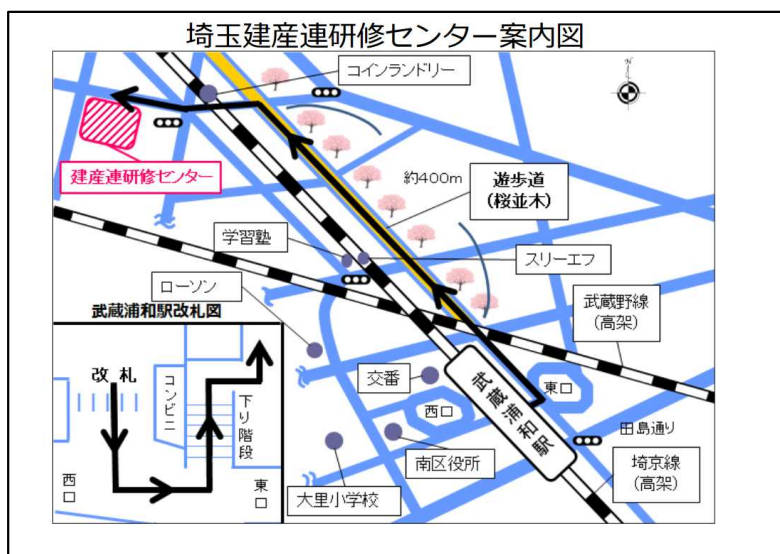 埼玉建産連研修センター案内図
コインランドリー
N
建産連研修センター
約400m
遊歩道
(桜並木)
学習塾
スリーエフ
ローソン
武蔵野線
(高架)
武蔵浦和駅改札図
改札
コンビニ
下り階段
西口
東口
交番
西口
武蔵浦和駅
東口
田島通り
南区役所
大里小学校
埼京線
(高架)